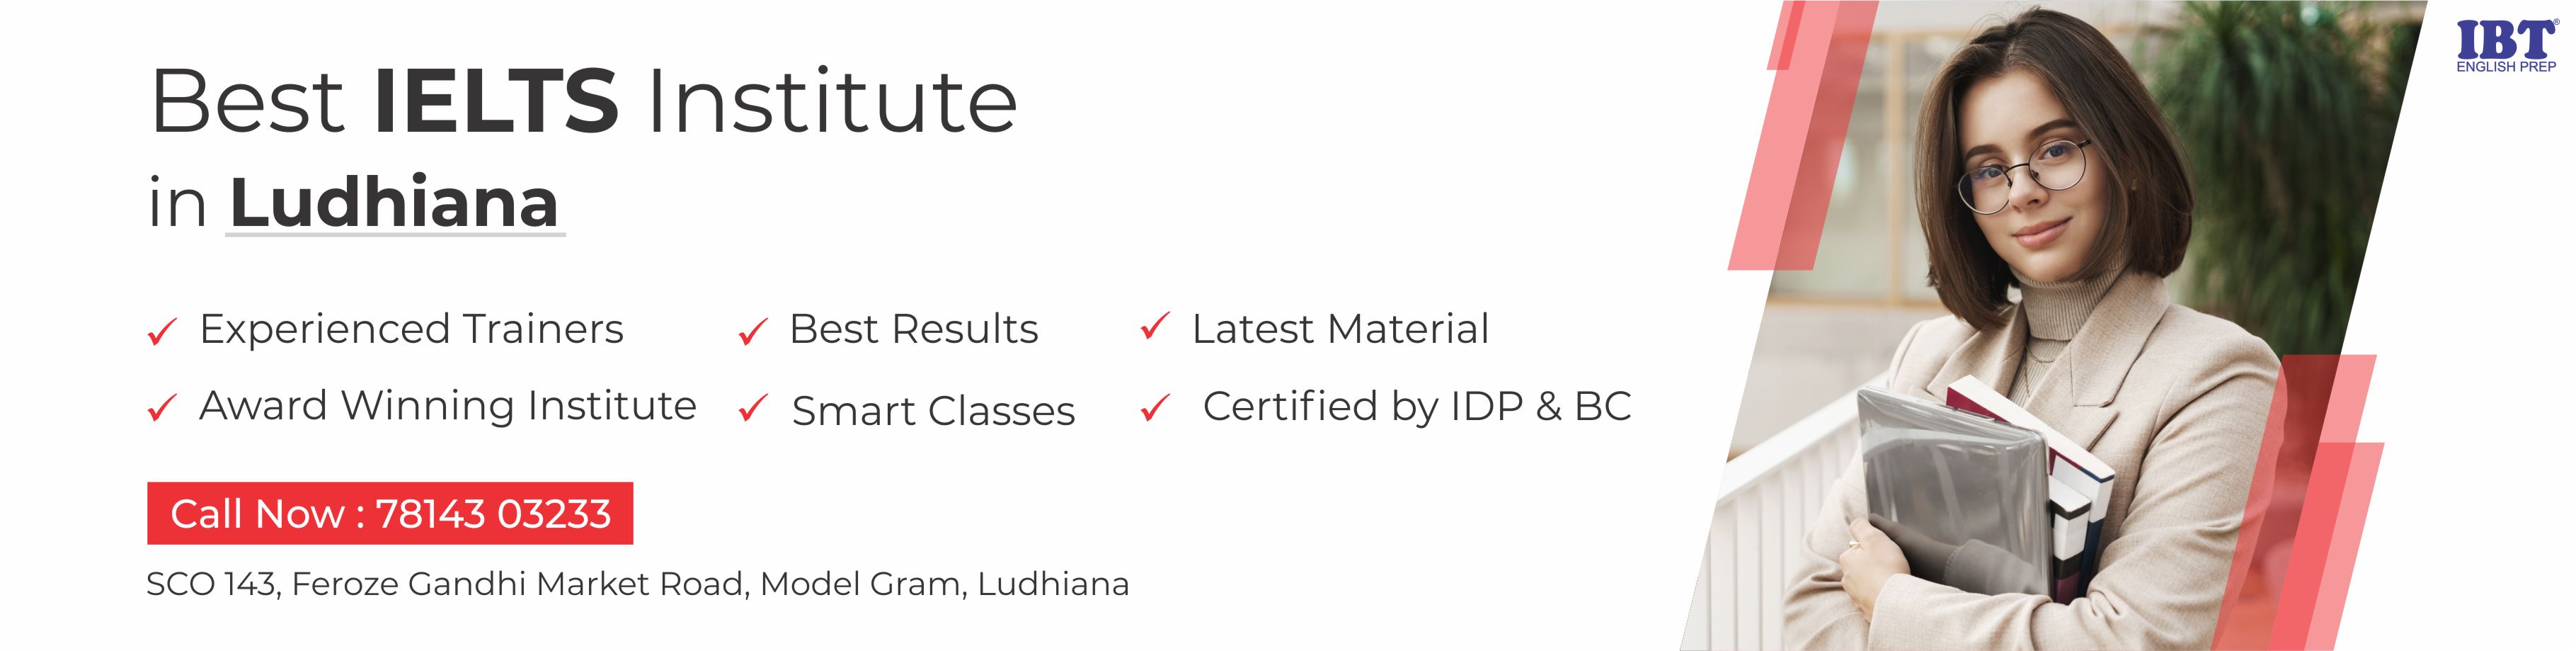 Best IELTS Institute
in Ludhiana
Experienced Trainers
Best Results
Latest Material
Award Winning Institute
Smart Classes
Certified by IDP & BC
Call Now : 78143 03233
SCO 143, Feroze Gandhi Market Road, Model Gram, Ludhiana
IBT®
ENGLISH PREP